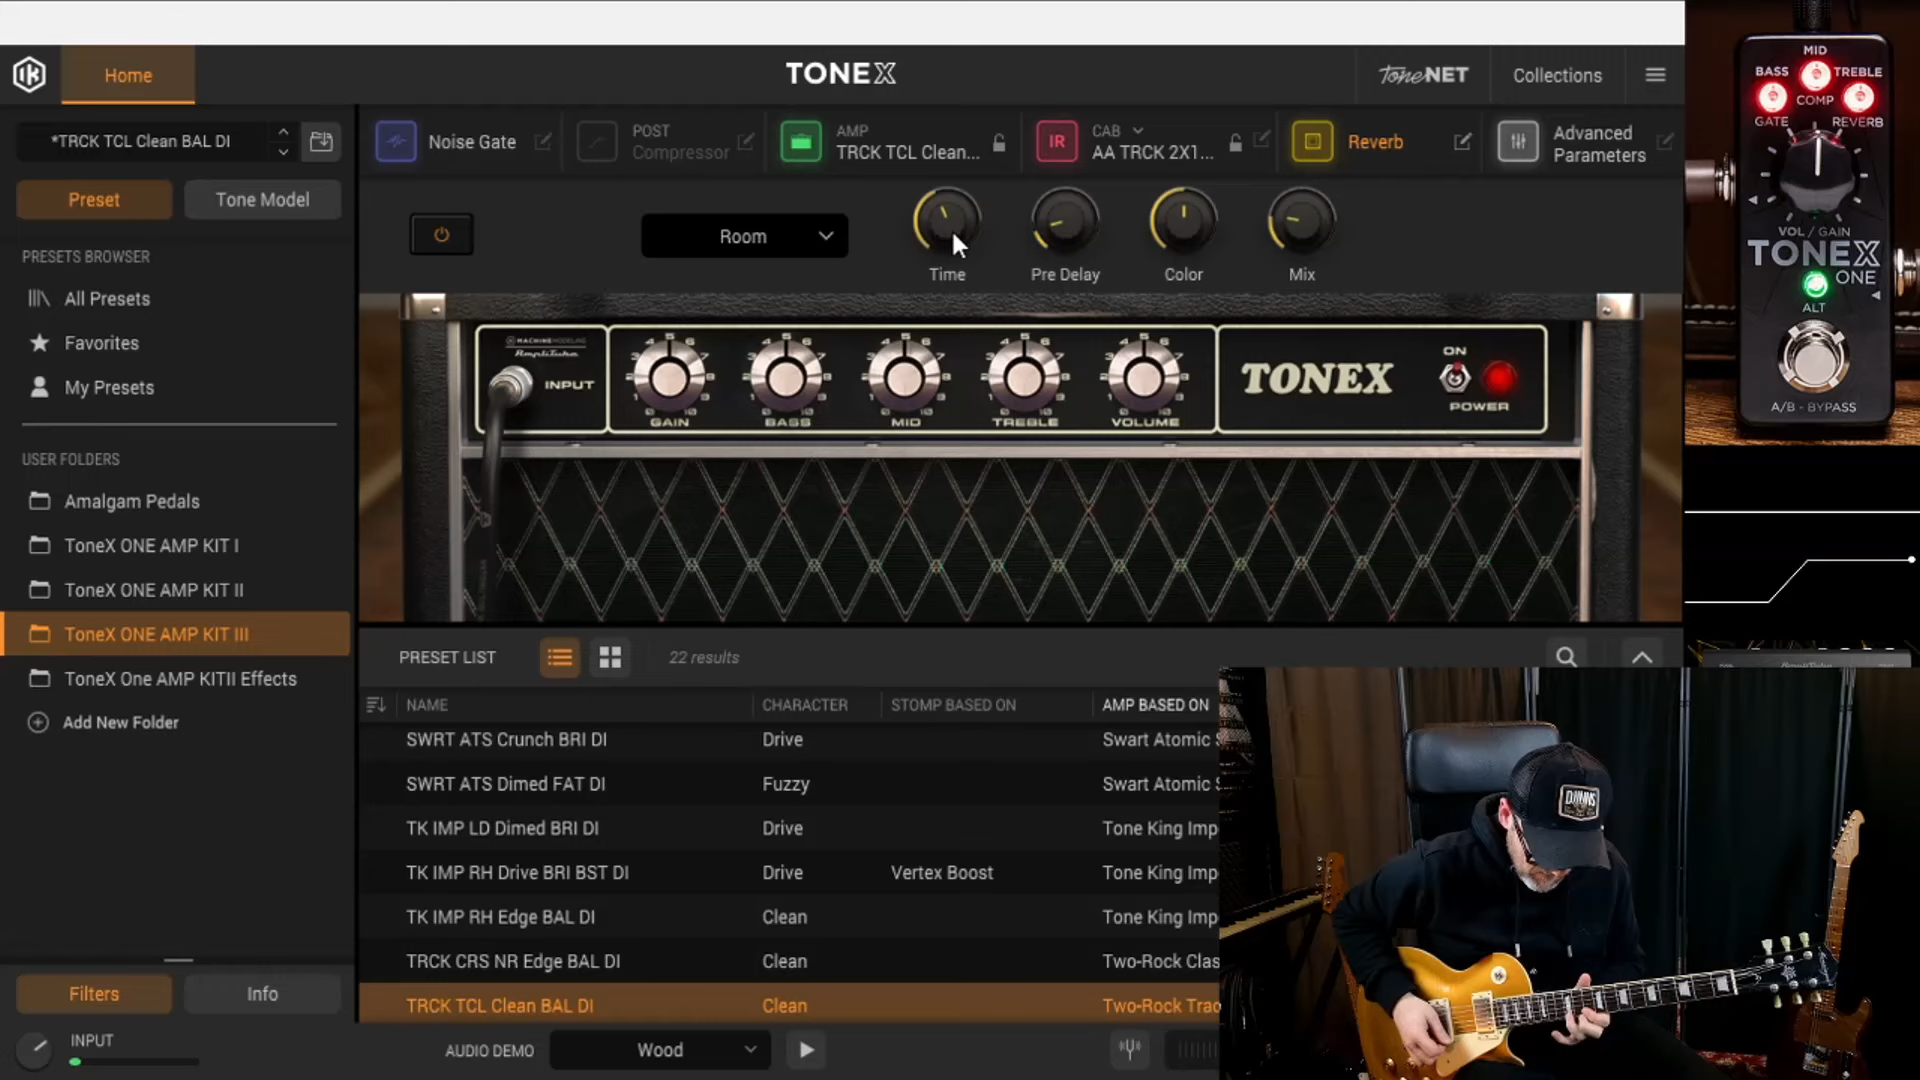 Home
TONEX
ToneNET
Collections
*TRCK TCL Clean BAL DI
Noise Gate
POST
Compressor
AMP
TRCK TCL Clean...
IR
CAB
AA TRCK 2X1...
Reverb
Advanced
Parameters
Preset
Tone Model
Room
Time
Pre Delay
Color
Mix
PRESETS BROWSER
All Presets
Favorites
My Presets
USER FOLDERS
Amalgam Pedals
ToneX ONE AMP KIT I
ToneX ONE AMP KIT II
ToneX ONE AMP KIT III
ToneX One AMP KITII Effects
Add New Folder
Filters
Info
INPUT
MACHINE MODELING
AmpliTube
INPUT
GAIN
BASS
MID
TREBLE
VOLUME
TONEX
ON
POWER
PRESET LIST
22 results
NAME
CHARACTER
STOMP BASED ON
AMP BASED ON
SWRT ATS Crunch BRI DI
Drive
Swart Atomic S
SWRT ATS Dimed FAT DI
Fuzzy
Swart Atomic S
TK IMP LD Dimed BRI DI
Drive
Tone King Imp
TK IMP RH Drive BRI BST DI
Drive
Vertex Boost
Tone King Imp
TK IMP RH Edge BAL DI
Clean
Tone King Imp
TRCK CRS NR Edge BAL DI
Clean
Two-Rock Clas
TRCK TCL Clean BAL DI
Clean
Two-Rock Trac
AUDIO DEMO
Wood
MID
BASS
TREBLE
COMP
GATE
REVERB
VOL / GAIN
TONEX
ONE
ALT
A/B - BYPASS